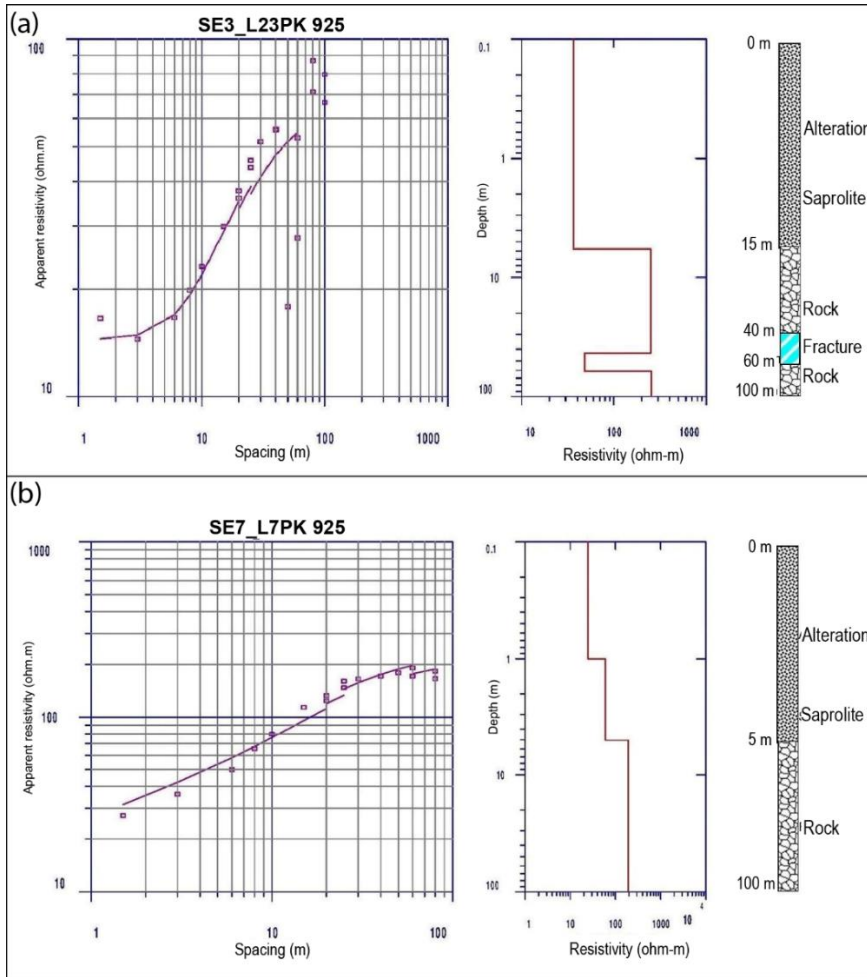 (a)
SE3_L23PK 925
100
10
Apparent resistivity (ohm.m)
1
10
100
1000
Spacing (m)
0.1
1
10
100
Depth (m)
10
100
1000
Resistivity (ohm-m)
0 m
Alteration
Saprolite
15 m
Rock
40 m
Fracture
60 m
Rock
100 m
(b)
SE7_L7PK 925
1000
100
10
Apparent resistivity (ohm.m)
1
10
100
Spacing (m)
0.1
1
10
100
Depth (m)
1
10
100
1000
10
4
Resistivity (ohm-m)
0 m
Alteration
Saprolite
5 m
Rock
100 m